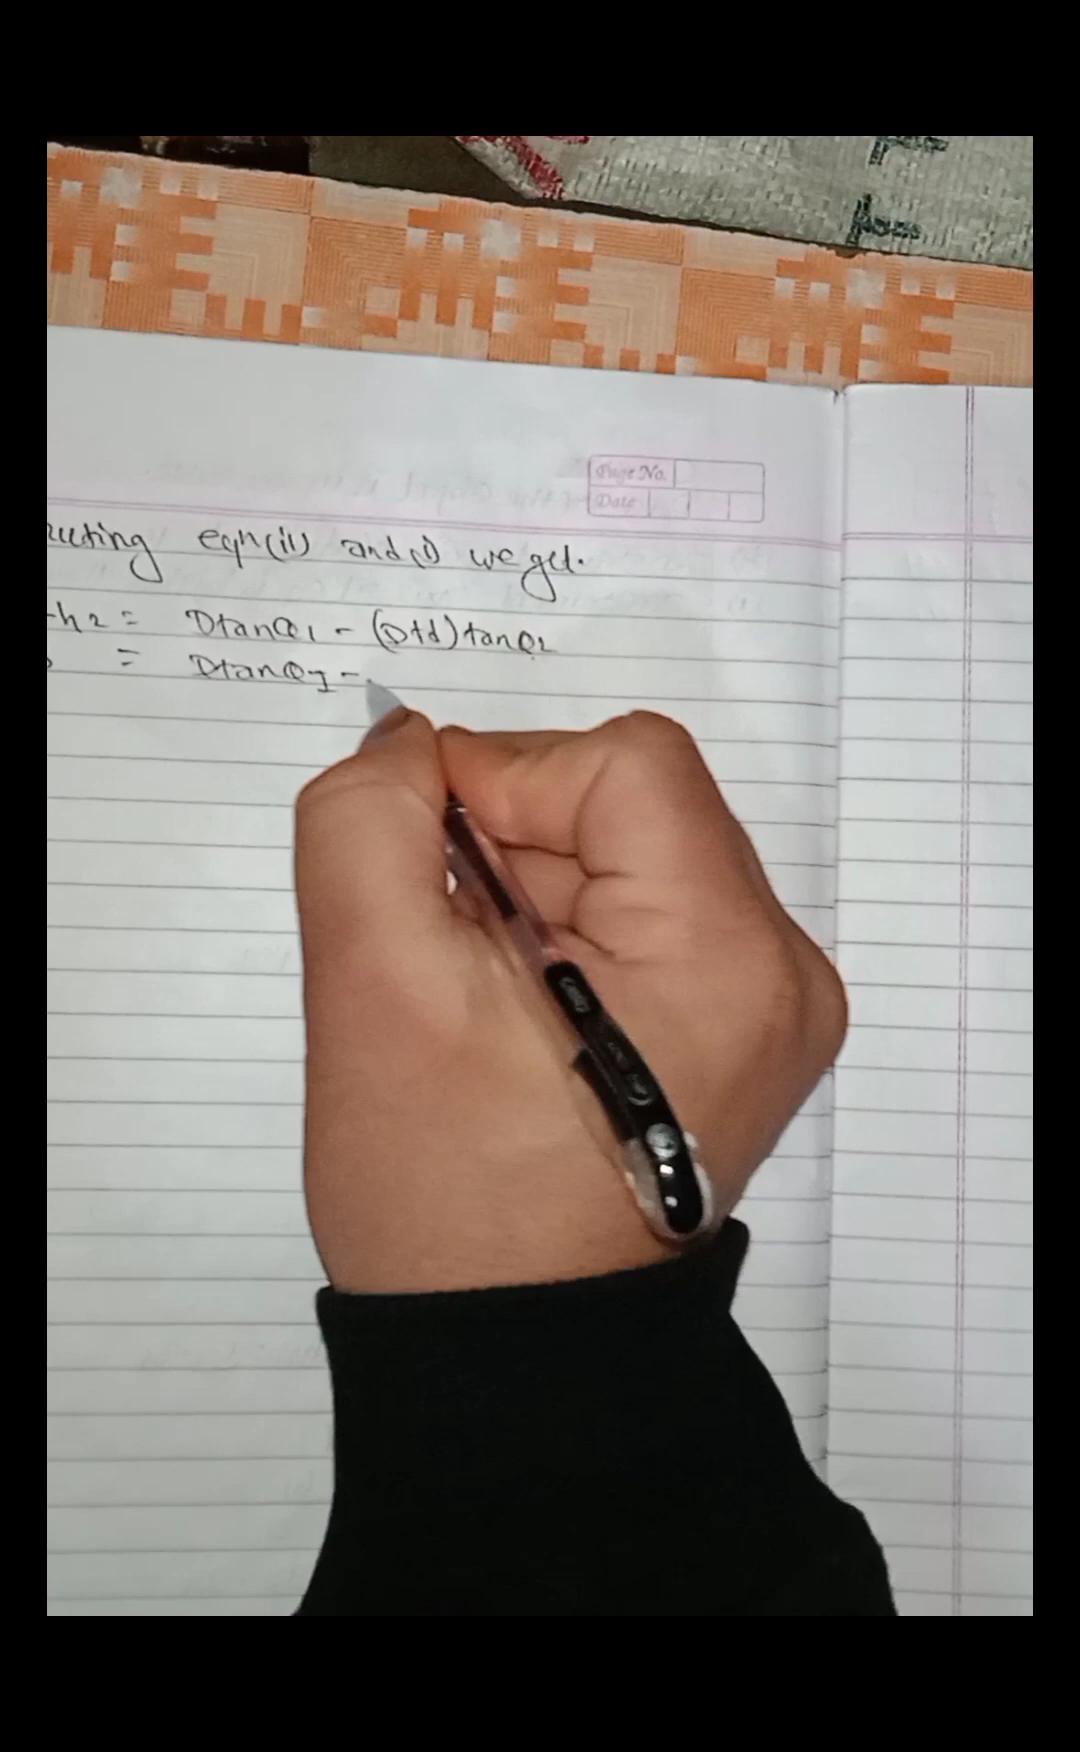 Page No.
Date
ucting eqn(ii) and (i) we get.
-h2 = Dtanθ1 - (D+d)tanθ2
= Dtanθ1 -